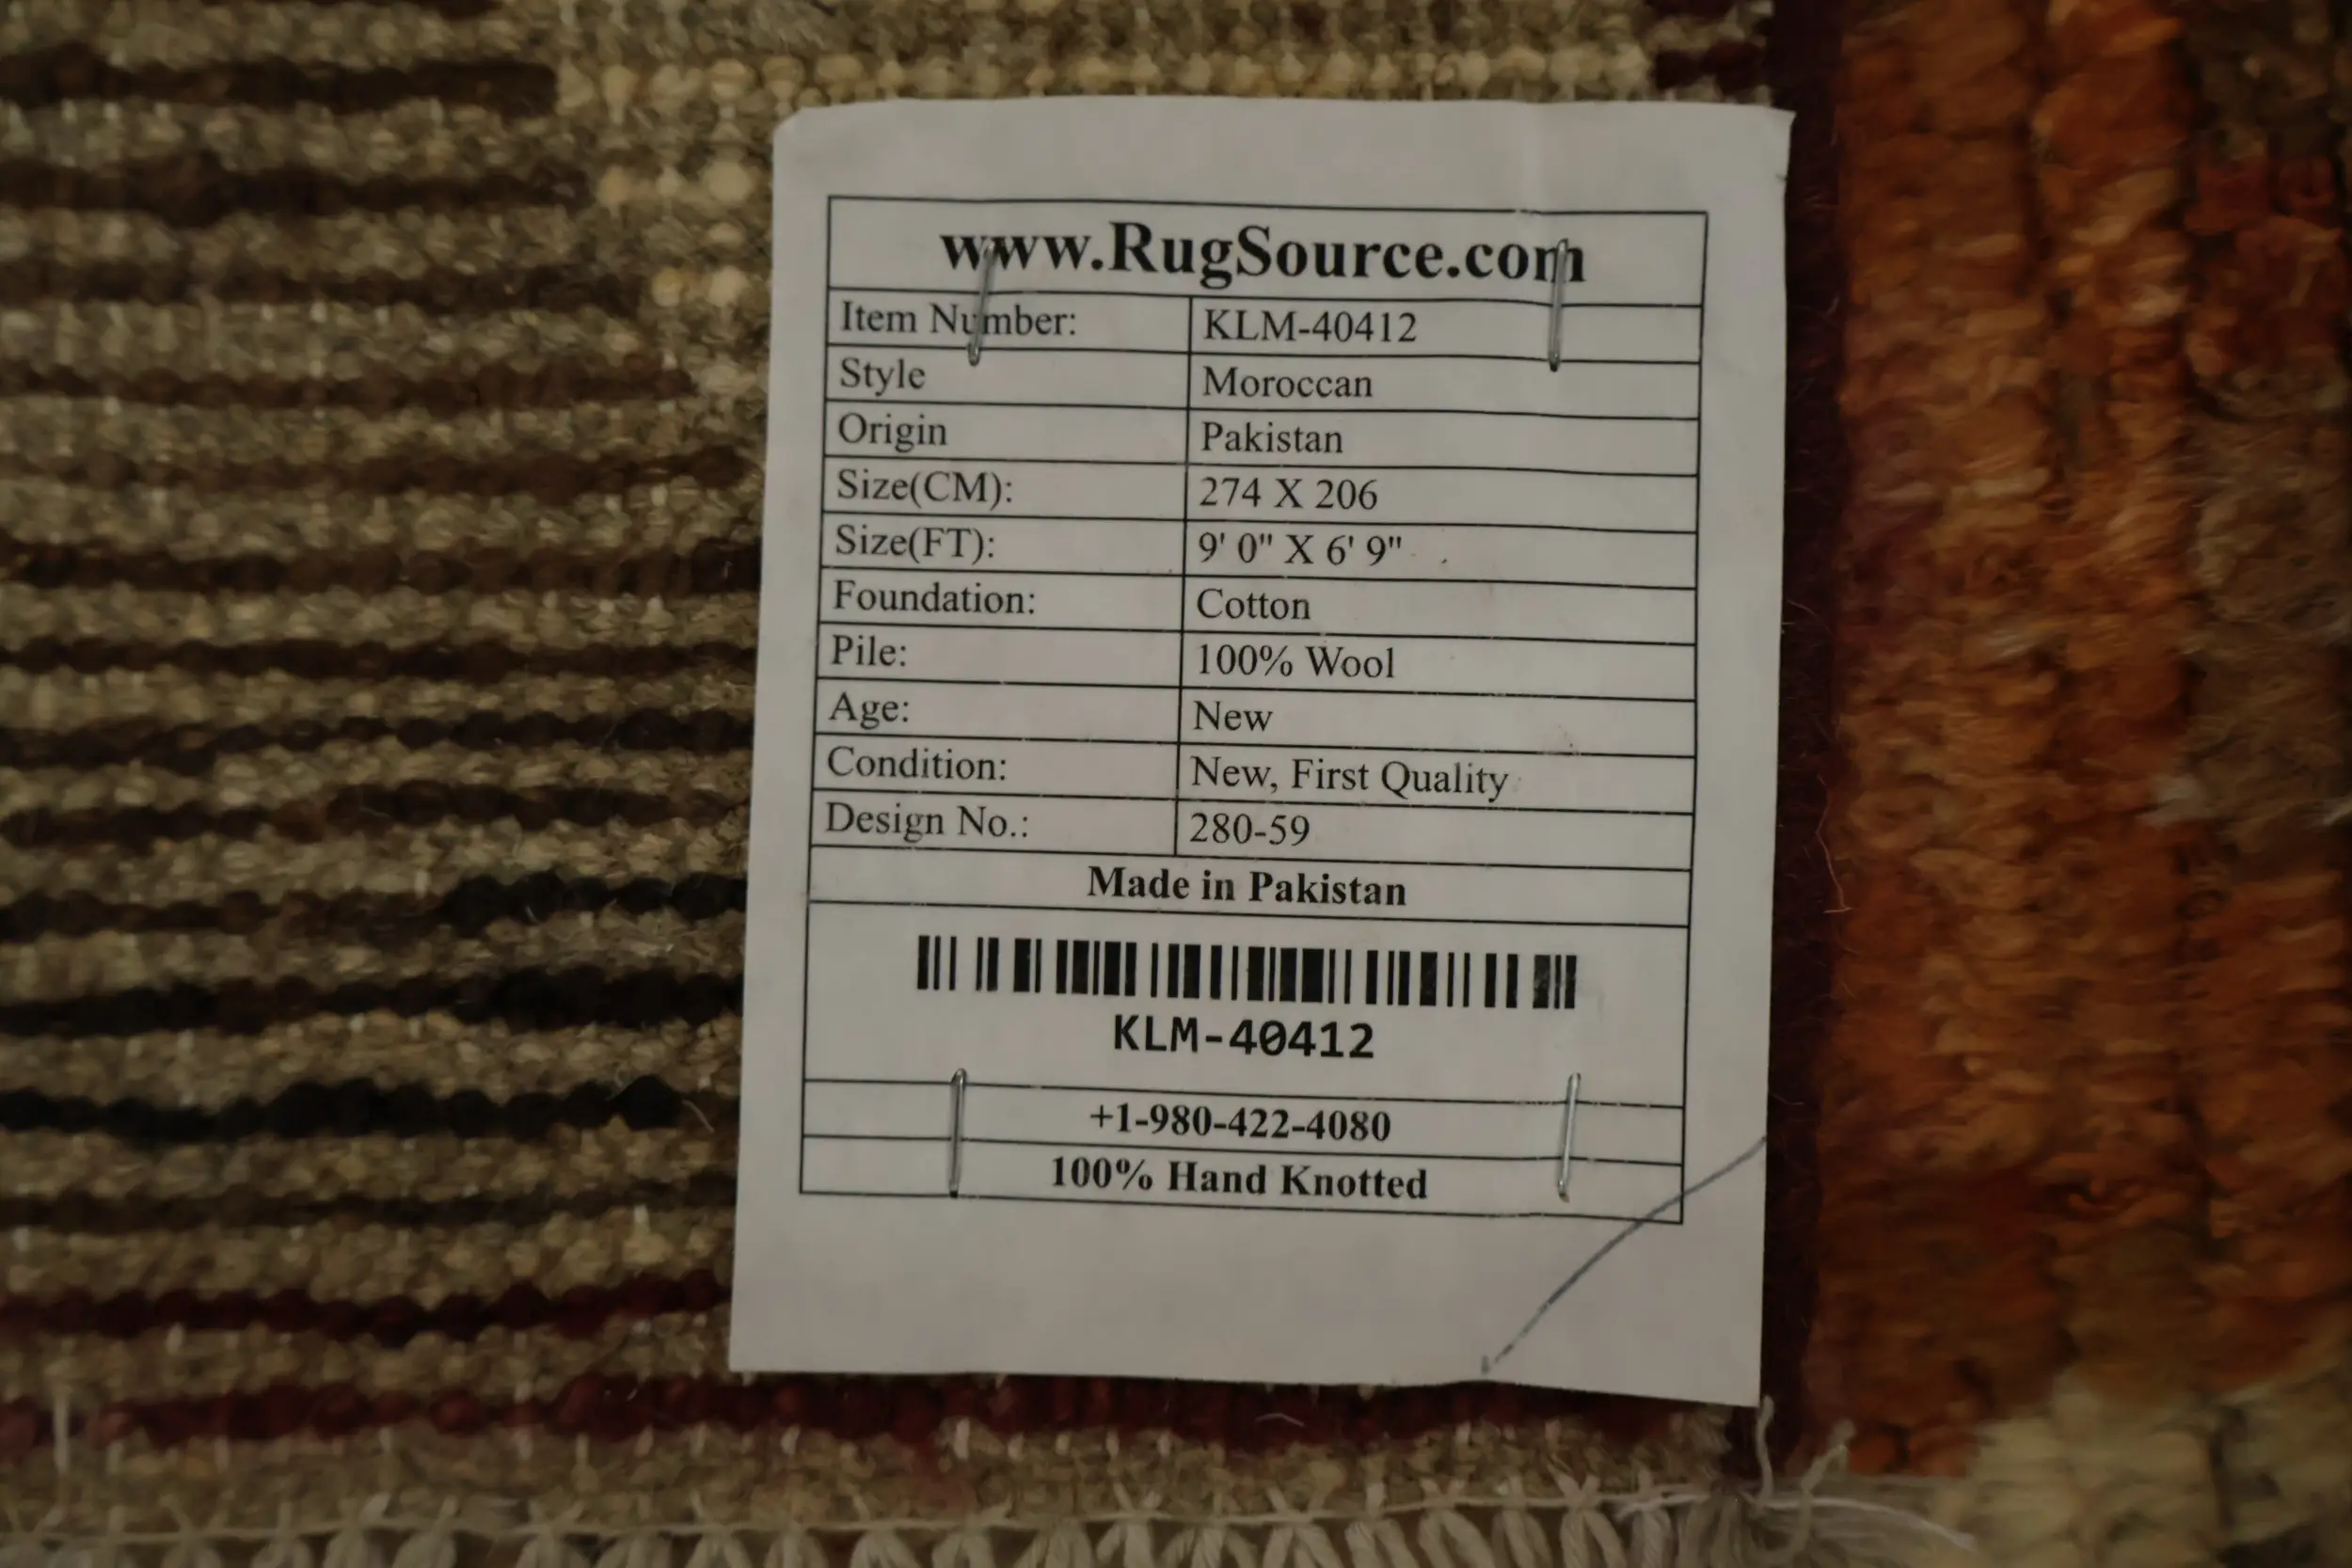 www.RugSource.com
Item Number: KLM-40412
Style Moroccan
Origin Pakistan
Size(CM): 274 X 206
Size(FT): 9' 0" X 6' 9"
Foundation: Cotton
Pile: 100% Wool
Age: New
Condition: New, First Quality
Design No.: 280-59
Made in Pakistan
KLM-40412
+1-980-422-4080
100% Hand Knotted